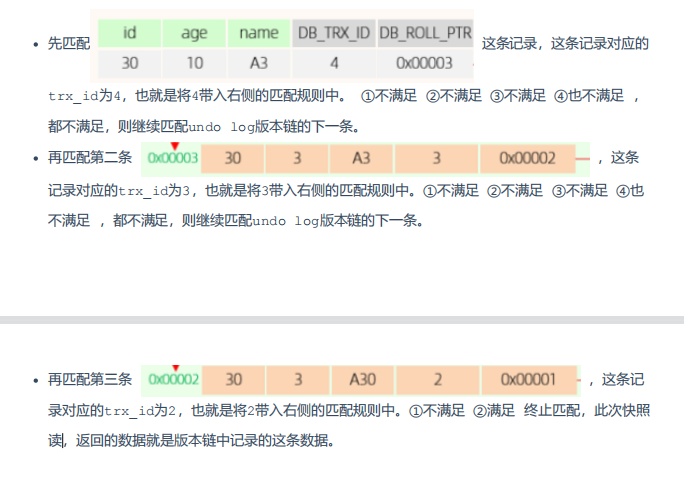 id age name DB_TRX_ID DB_ROLL_PTR
• 先匹配 30 10 A3 4 0x00003 这条记录，这条记录对应的
trx_id为4，也就是将4带入右侧的匹配规则中。 ①不满足 ②不满足 ③不满足 ④也不满足 ，
都不满足，则继续匹配undo log版本链的下一条。
• 再匹配第二条 0x00003 30 3 A3 3 0x00002 ，这条
记录对应的trx_id为3，也就是将3带入右侧的匹配规则中。①不满足 ②不满足 ③不满足 ④也
不满足 ，都不满足，则继续匹配undo log版本链的下一条。
• 再匹配第三条 0x00002 30 3 A30 2 0x00001 ，这条记
录对应的trx_id为2，也就是将2带入右侧的匹配规则中。①不满足 ②满足 终止匹配，此次快照
读，返回的数据就是版本链中记录的这条数据。